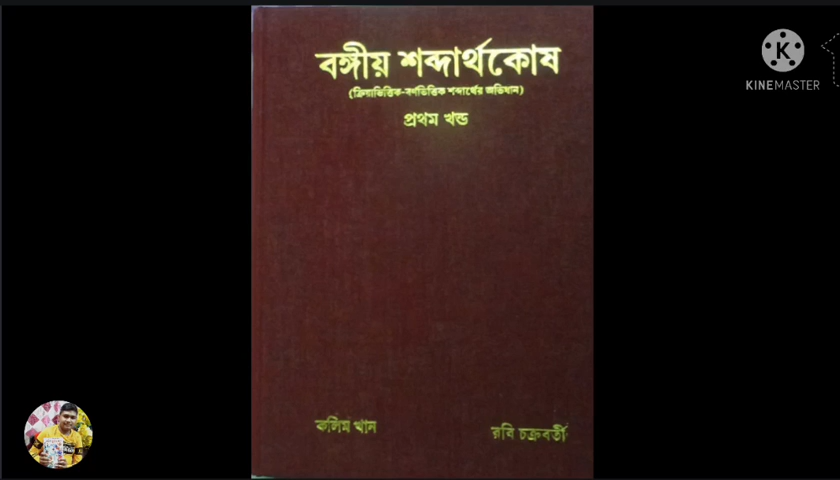 বঙ্গীয় শব্দার্থকোষ
(ক্রিয়াভিত্তিক-বর্ণভিত্তিক শব্দার্থের অভিধান)
প্রথম খন্ড
কলিম খান
রবি চক্রবর্তী
KINEMASTER